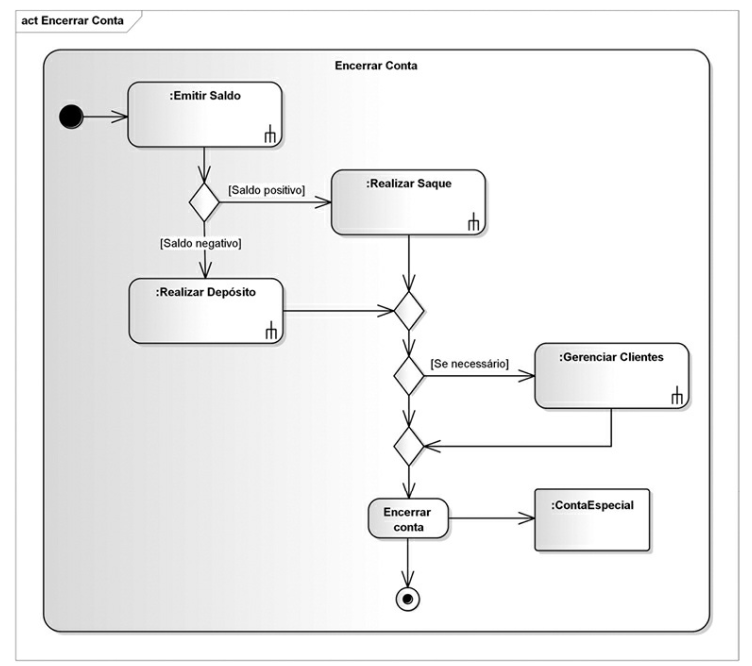 act Encerrar Conta
Encerrar Conta
:Emitir Saldo
[Saldo positivo]
:Realizar Saque
[Saldo negativo]
:Realizar Depósito
[Se necessário]
:Gerenciar Clientes
Encerrar
conta
:ContaEspecial